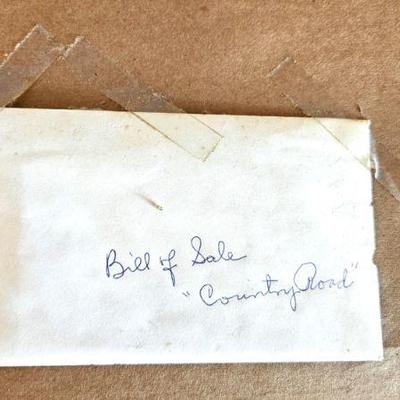 Bill of Sale
"Country Road"